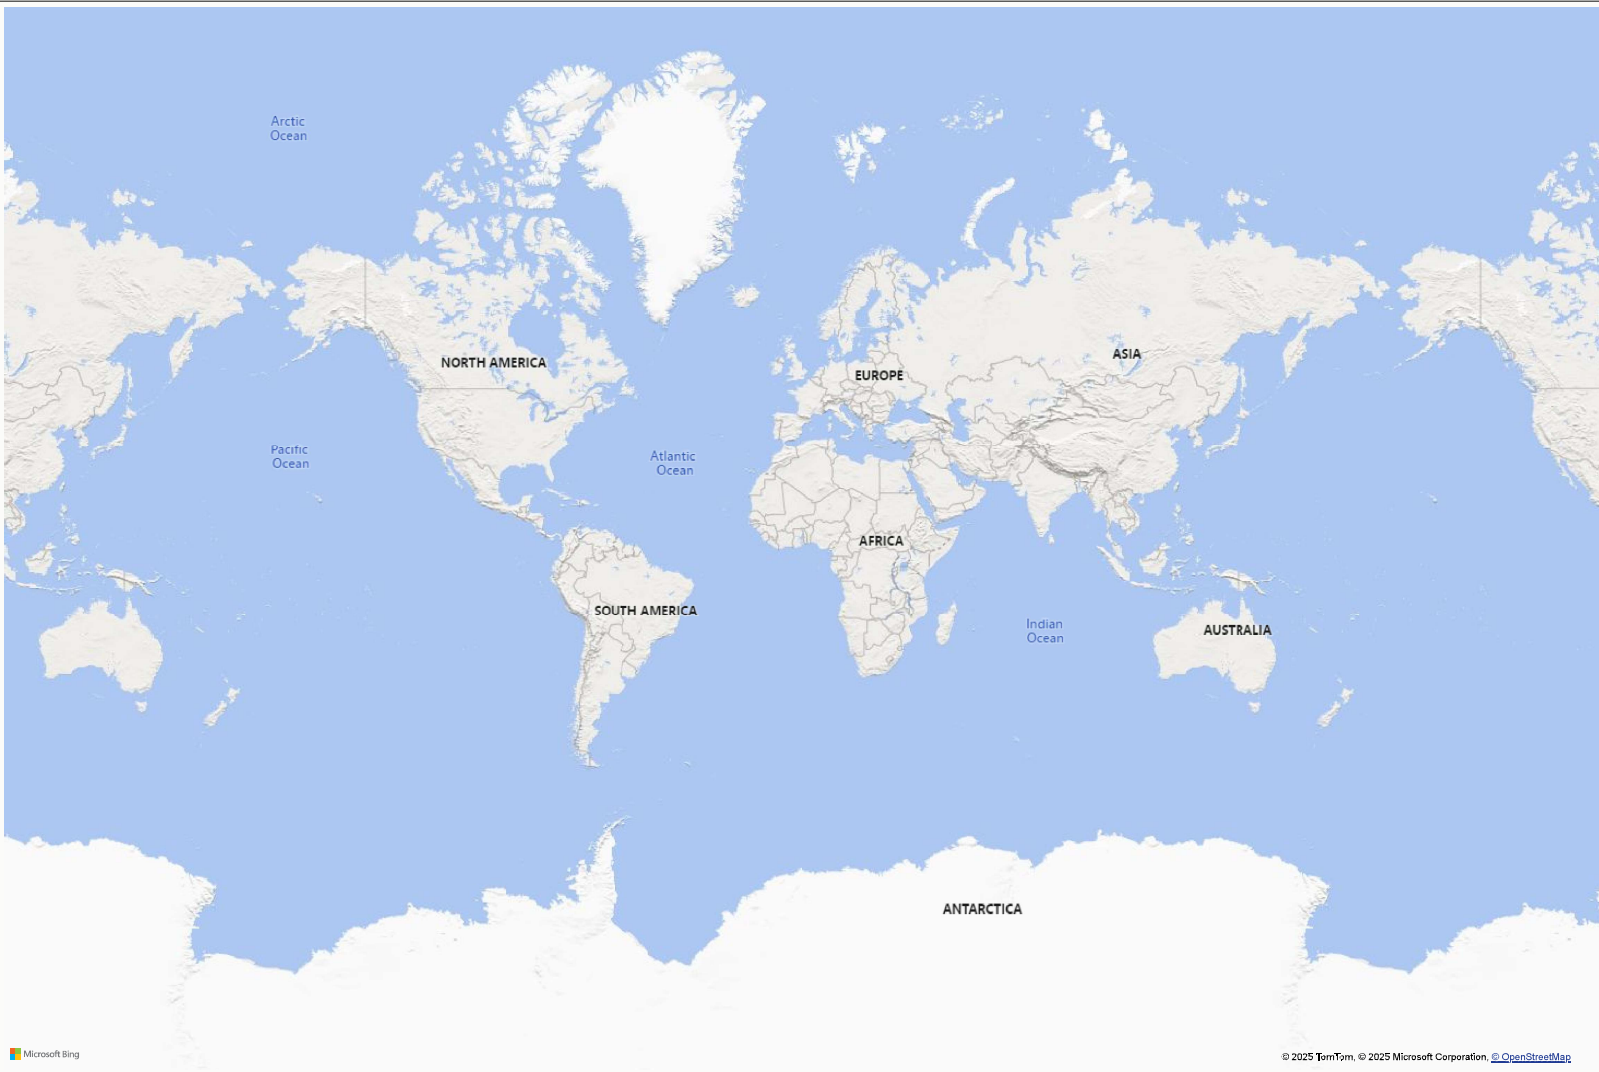 Arctic
Ocean
NORTH AMERICA
ASIA
EUROPE
Pacific
Ocean
Atlantic
Ocean
AFRICA
SOUTH AMERICA
Indian
Ocean
AUSTRALIA
ANTARCTICA
Microsoft Bing
© 2025 TomTom, © 2025 Microsoft Corporation, © OpenStreetMap